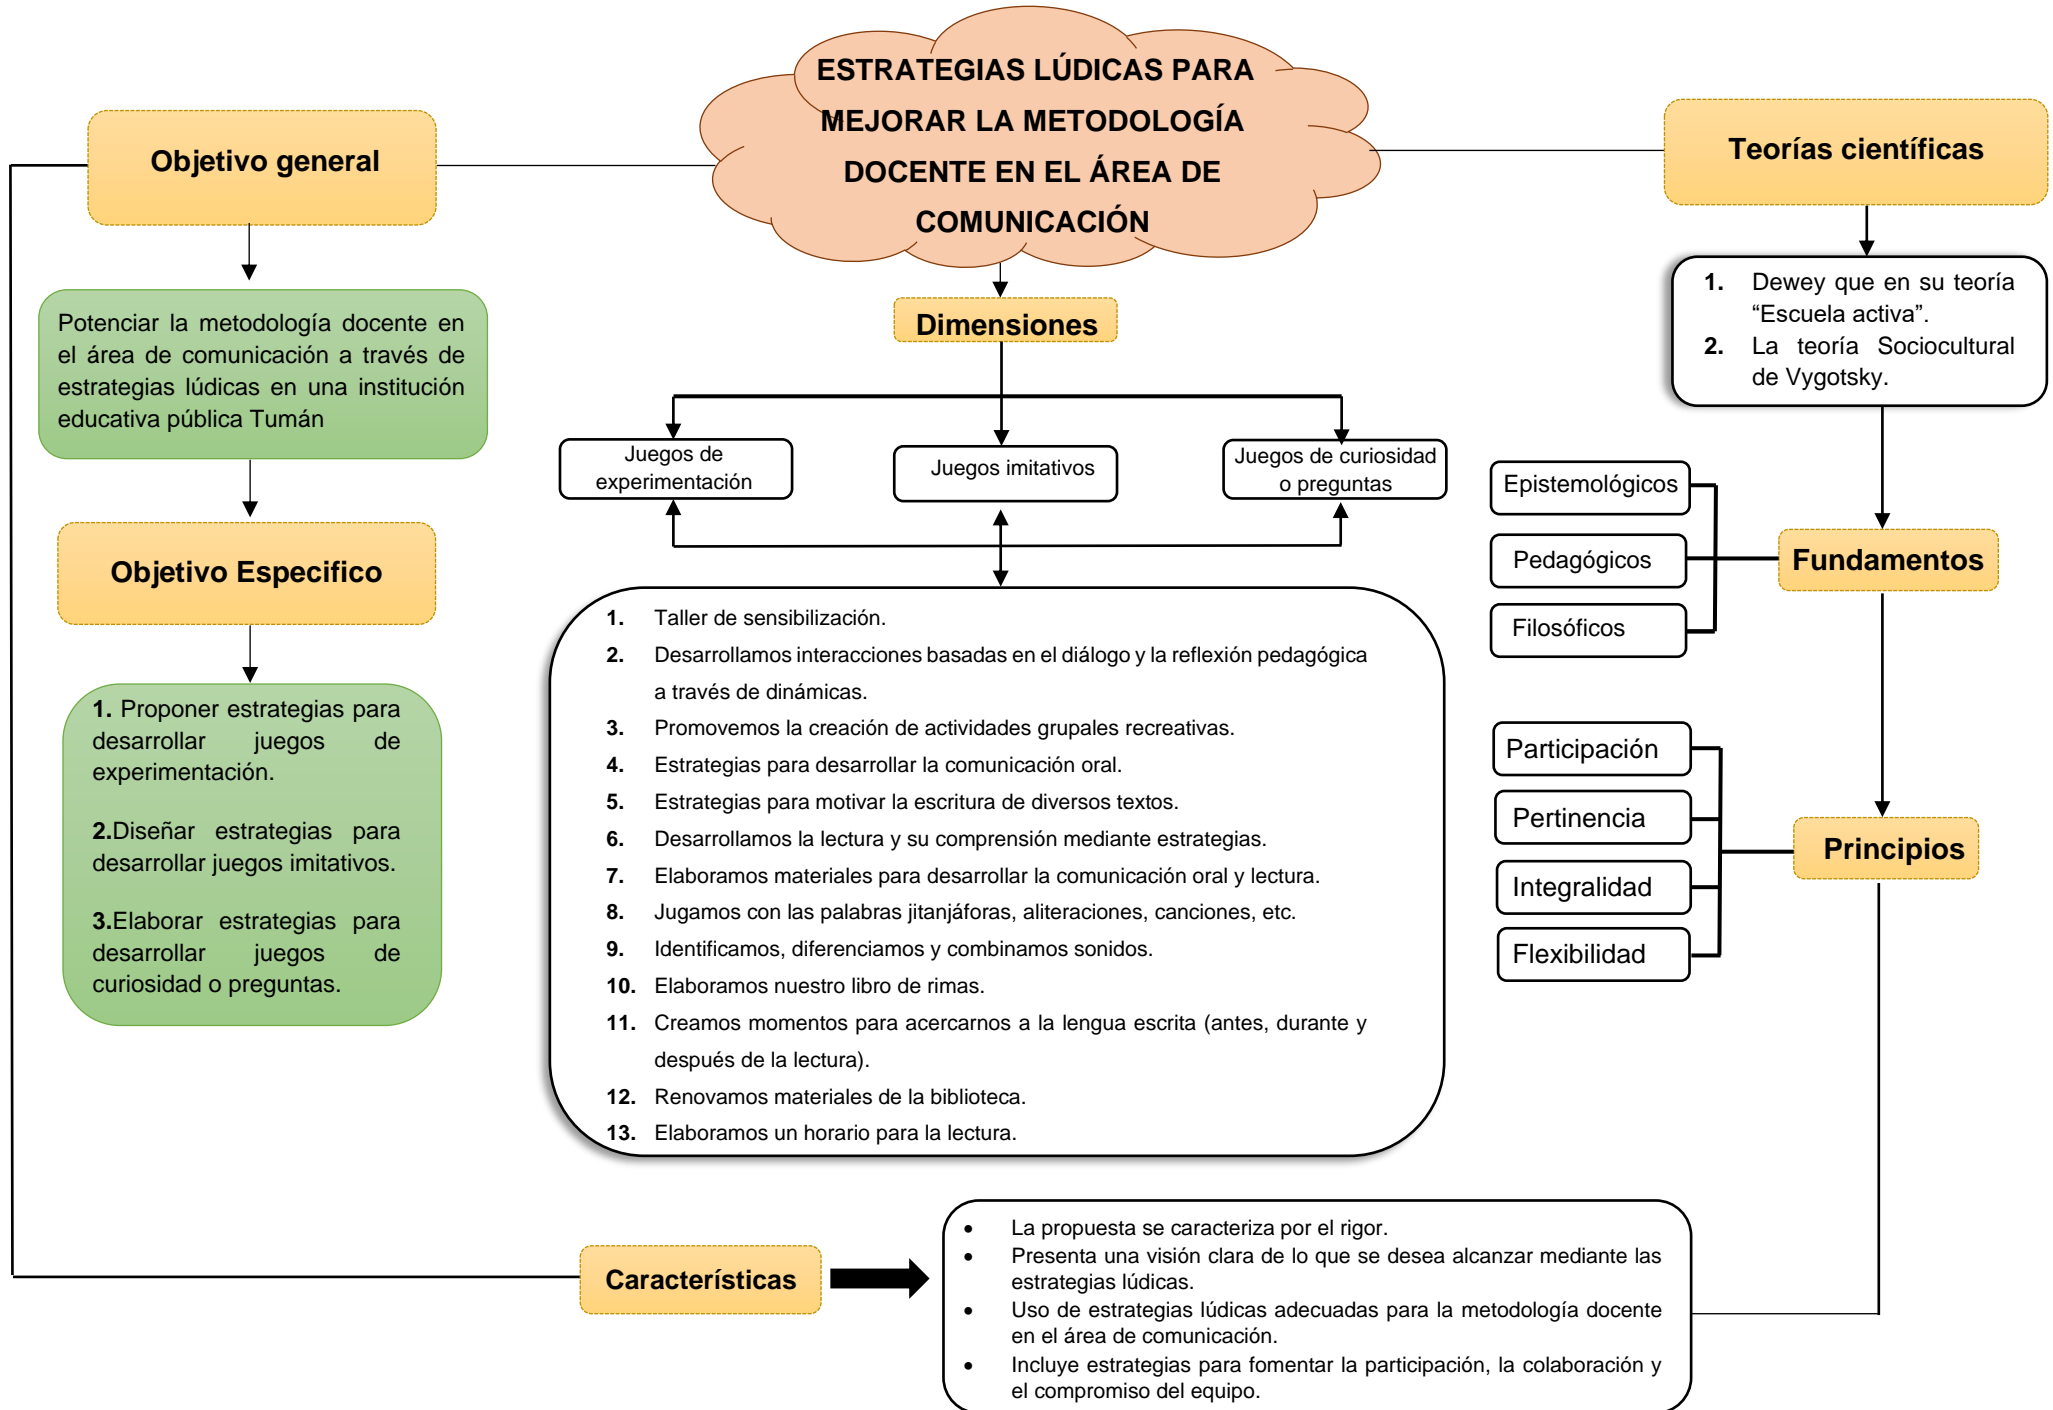 ESTRATEGIAS LÚDICAS PARA
MEJORAR LA METODOLOGÍA
DOCENTE EN EL ÁREA DE
COMUNICACIÓN
Objetivo general
Potenciar la metodología docente en
el área de comunicación a través de
estrategias lúdicas en una institución
educativa pública Tumán
Objetivo Especifico
1. Proponer estrategias para
desarrollar juegos de
experimentación.
2.Diseñar estrategias para
desarrollar juegos imitativos.
3.Elaborar estrategias para
desarrollar juegos de
curiosidad o preguntas.
Dimensiones
Juegos de
experimentación
Juegos imitativos
Juegos de curiosidad
o preguntas
1. Taller de sensibilización.
2. Desarrollamos interacciones basadas en el diálogo y la reflexión pedagógica
a través de dinámicas.
3. Promovemos la creación de actividades grupales recreativas.
4. Estrategias para desarrollar la comunicación oral.
5. Estrategias para motivar la escritura de diversos textos.
6. Desarrollamos la lectura y su comprensión mediante estrategias.
7. Elaboramos materiales para desarrollar la comunicación oral y lectura.
8. Jugamos con las palabras jitanjáforas, aliteraciones, canciones, etc.
9. Identificamos, diferenciamos y combinamos sonidos.
10. Elaboramos nuestro libro de rimas.
11. Creamos momentos para acercarnos a la lengua escrita (antes, durante y
después de la lectura).
12. Renovamos materiales de la biblioteca.
13. Elaboramos un horario para la lectura.
Teorías científicas
1. Dewey que en su teoría
“Escuela activa”.
2. La teoría Sociocultural
de Vygotsky.
Fundamentos
Epistemológicos
Pedagógicos
Filosóficos
Principios
Participación
Pertinencia
Integralidad
Flexibilidad
Características
• La propuesta se caracteriza por el rigor.
• Presenta una visión clara de lo que se desea alcanzar mediante las
estrategias lúdicas.
• Uso de estrategias lúdicas adecuadas para la metodología docente
en el área de comunicación.
• Incluye estrategias para fomentar la participación, la colaboración y
el compromiso del equipo.